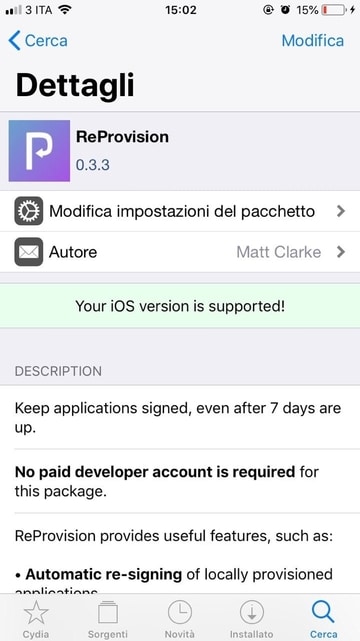 3 ITA 15:02 15%
Cerca Modifica
Dettagli
ReProvision
0.3.3
Modifica impostazioni del pacchetto
Autore Matt Clarke
Your iOS version is supported!
DESCRIPTION
Keep applications signed, even after 7 days are
up.
No paid developer account is required for
this package.
ReProvision provides useful features, such as:
• Automatic re-signing of locally provisioned
applications
Cydia Sorgenti Novità Installato Cerca